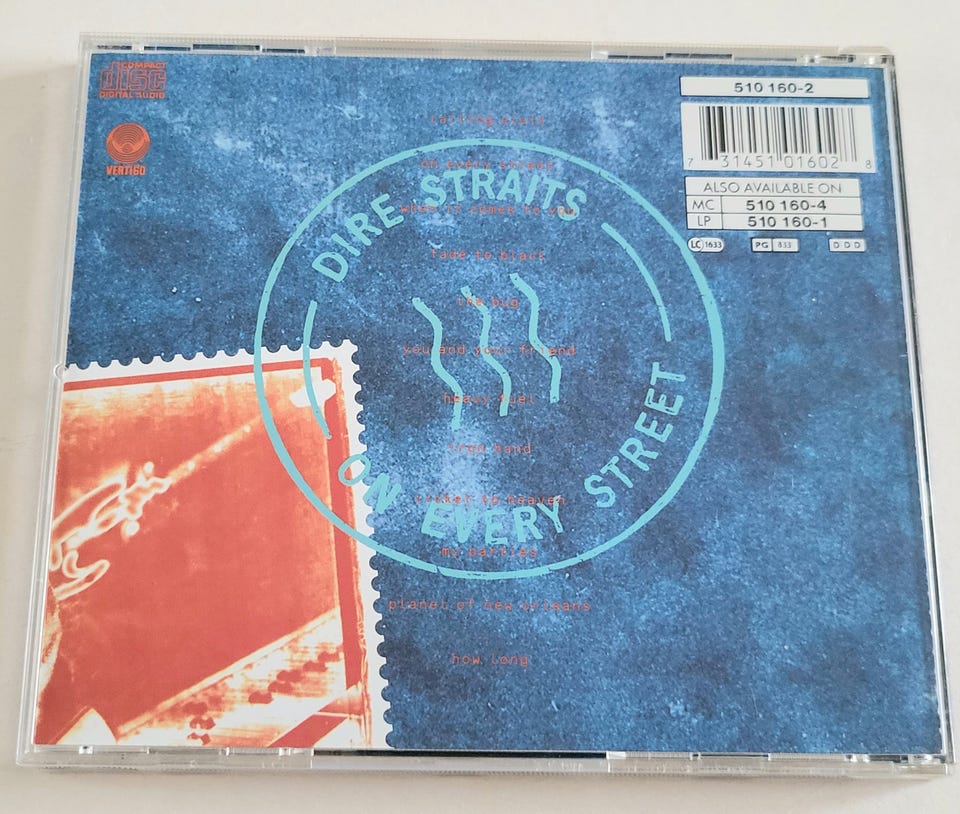 COMPACT
disc
DIGITAL AUDIO
VERTIGO
510 160-2
7 31451 01602 8
ALSO AVAILABLE ON
MC 510 160-4
LP 510 160-1
LC 1633 PG 833 D D D
DIRE STRAITS
ON EVERY STREET
calling elvis
on every street
when it comes to you
fade to black
the bug
you and your friend
heavy fuel
iron hand
ticket to heaven
my parties
planet of new orleans
how long